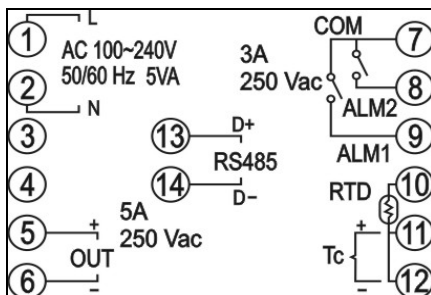 1 L COM 7
AC 100~240V 3A
50/60 Hz 5VA 250 Vac 8
2 N ALM2
3 13 D+ 9
RS485 ALM1
4 14 D− RTD 10
5 + 5A + 11
OUT 250 Vac Tc
6 − − 12